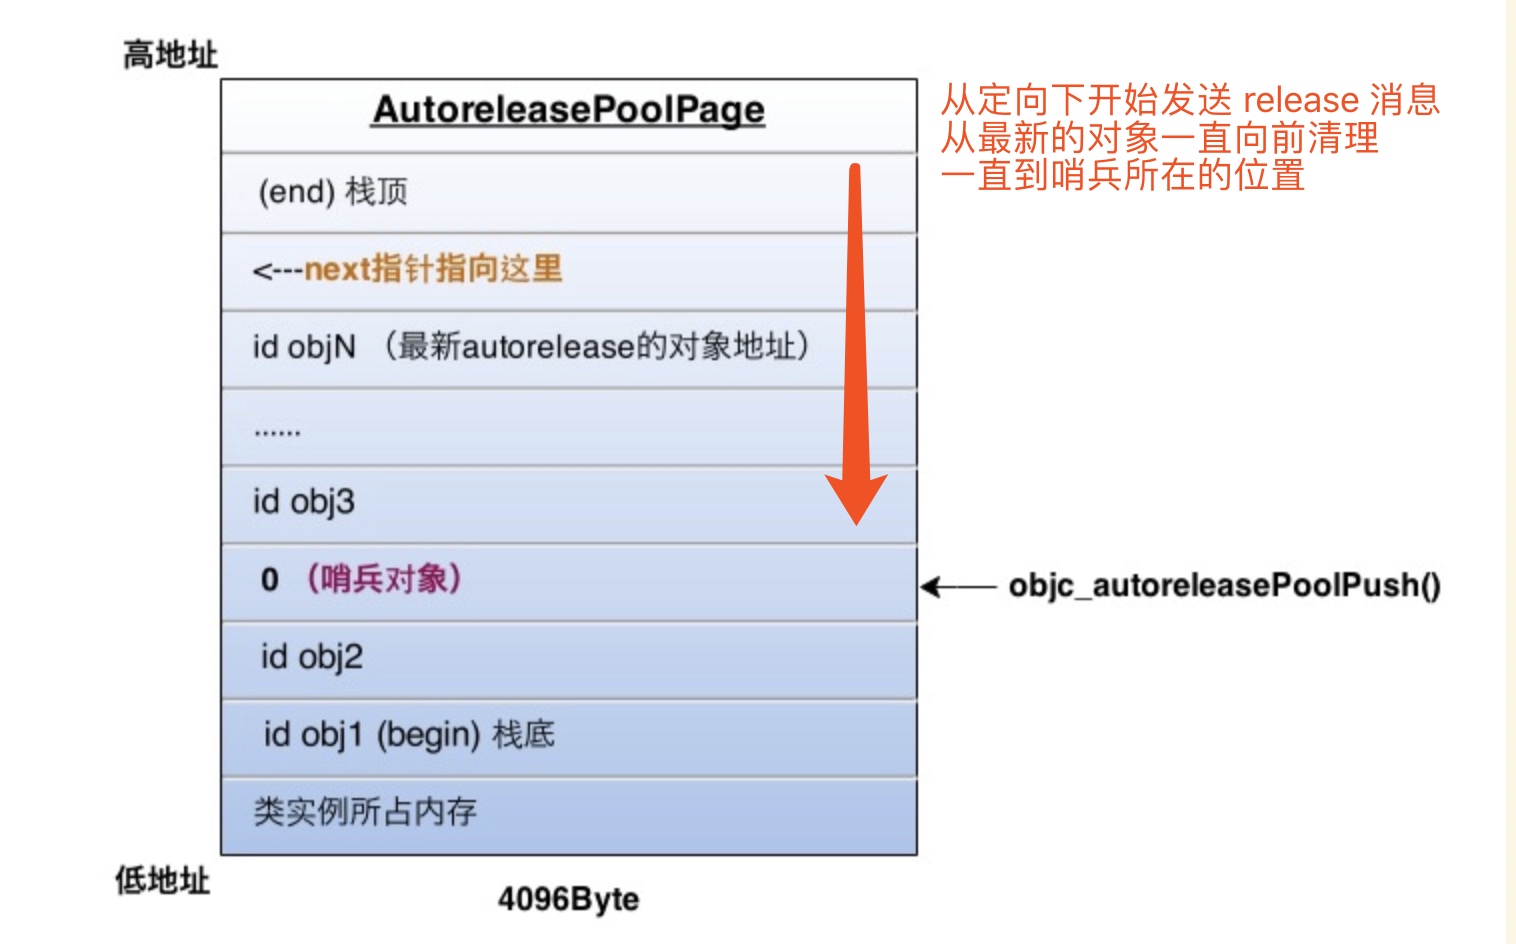 高地址
AutoreleasePoolPage
从定向下开始发送 release 消息
从最新的对象一直向前清理
一直到哨兵所在的位置
(end) 栈顶
<---next指针指向这里
id objN （最新autorelease的对象地址）
......
id obj3
0 （哨兵对象）
objc_autoreleasePoolPush()
id obj2
id obj1 (begin) 栈底
类实例所占内存
低地址
4096Byte